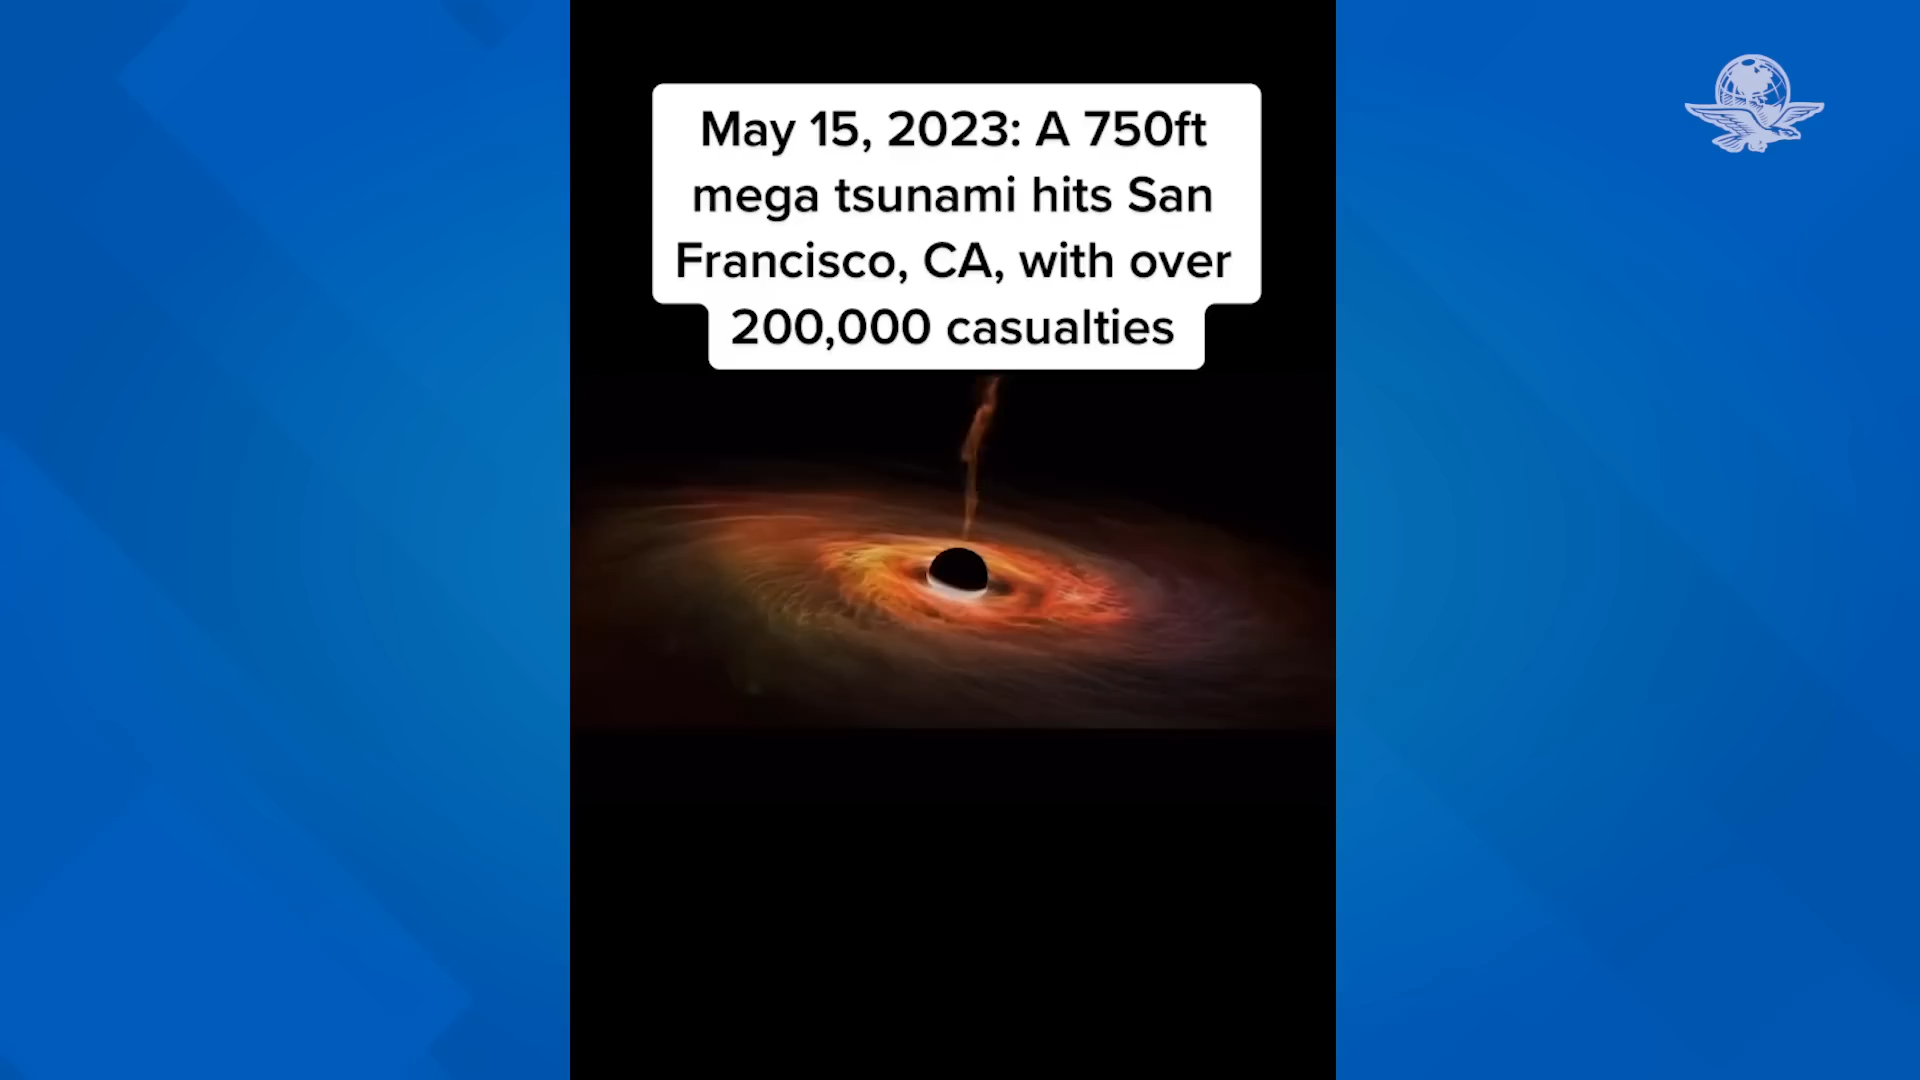 May 15, 2023: A 750ft
mega tsunami hits San
Francisco, CA, with over
200,000 casualties